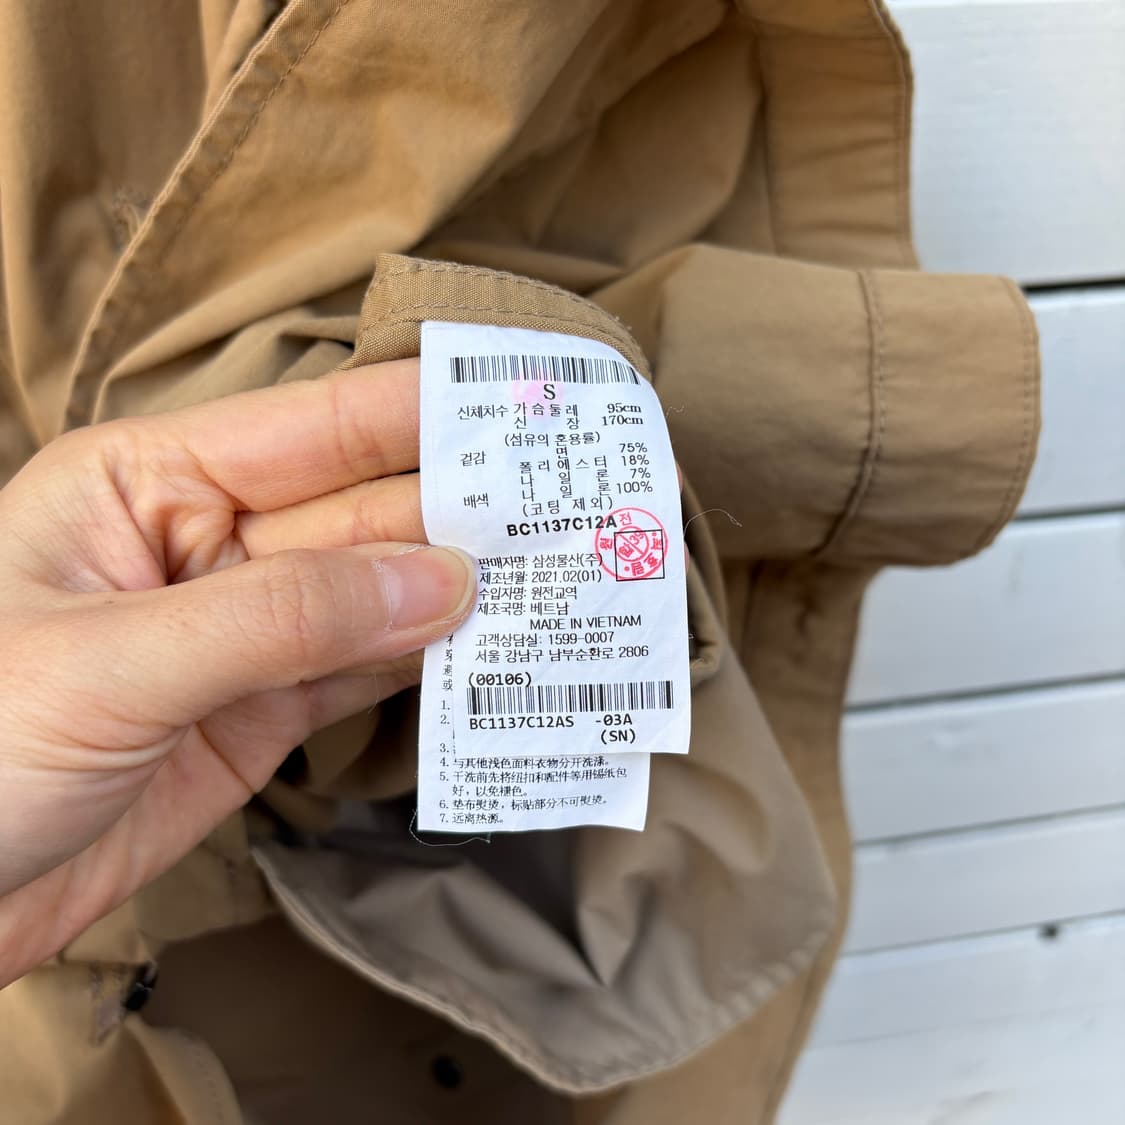 S
신체치수 가슴둘레 95cm
신 장 170cm
(섬유의 혼용률)
겉감 면 75%
폴리에스터 18%
나 일 론 7%
배색 나 일 론 100%
(코팅 제외)
BC1137C12A
판매자명: 삼성물산(주)
제조년월: 2021.02(01)
수입자명: 원전교역
제조국명: 베트남
MADE IN VIETNAM
고객상담실: 1599-0007
서울 강남구 남부순환로 2806
(00106)
BC1137C12AS -03A
(SN)
或
1.
2.
3.
4. 与其他浅色面料衣物分开洗涤。
5. 干洗前先将纽扣和配件等用锡纸包
好，以免褪色。
6. 垫布熨烫，标贴部分不可熨烫。
7. 远离热源。